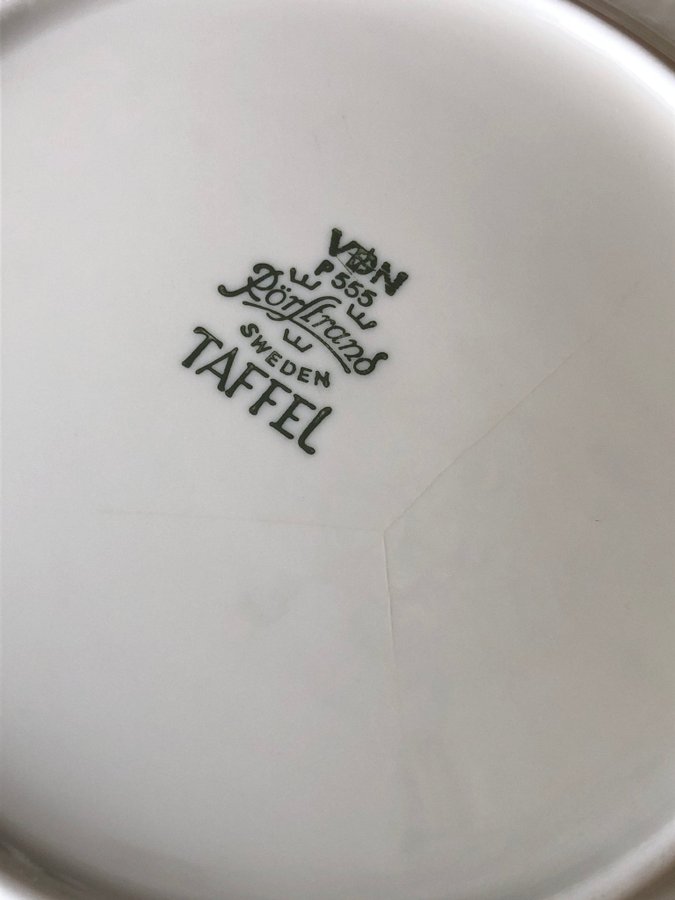 VDN
P 555
Rörstrand
SWEDEN
TAFFEL